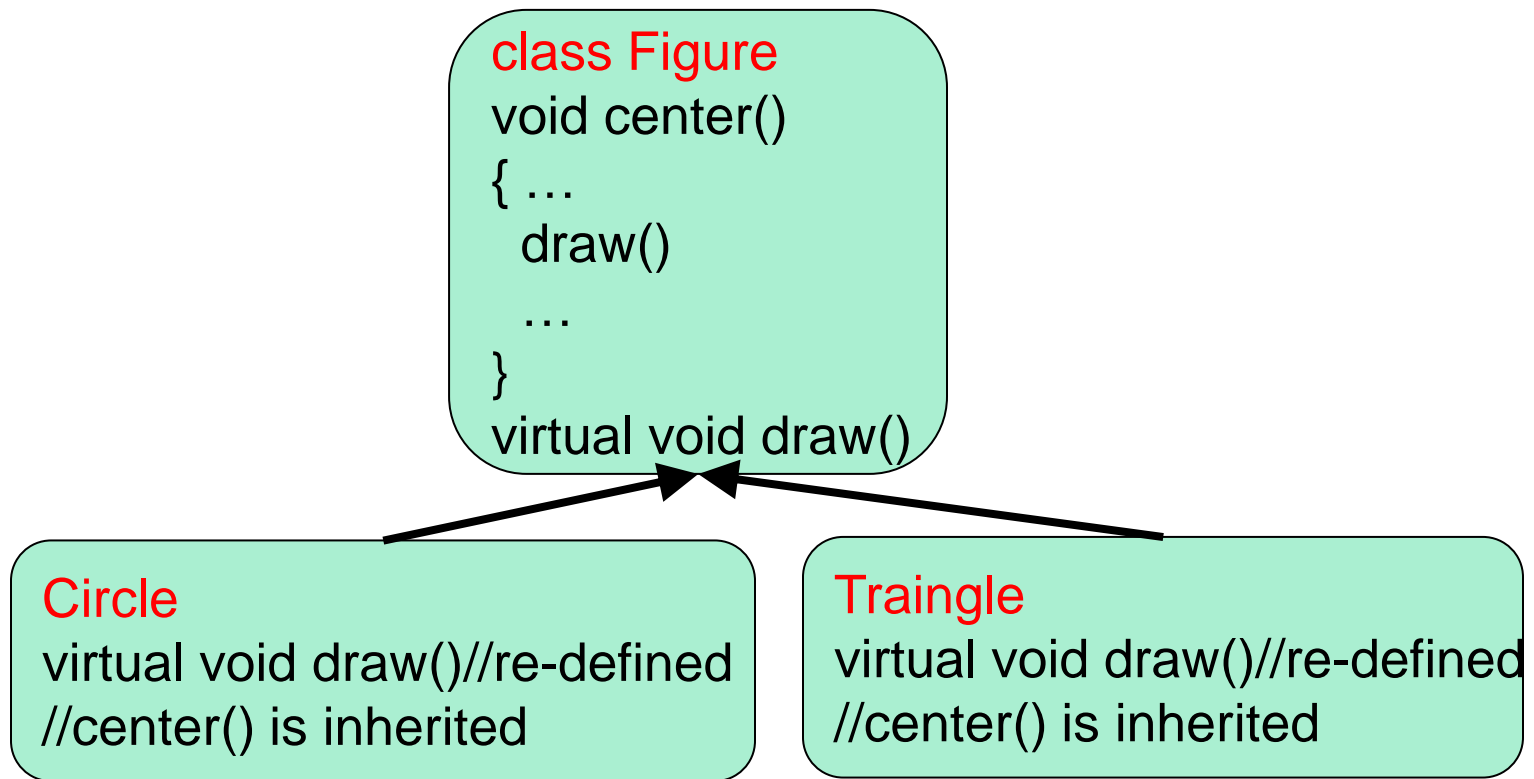 class Figure
void center()
{ …
draw()
…
}
virtual void draw()
Circle
virtual void draw()//re-defined
//center() is inherited
Traingle
virtual void draw()//re-defined
//center() is inherited